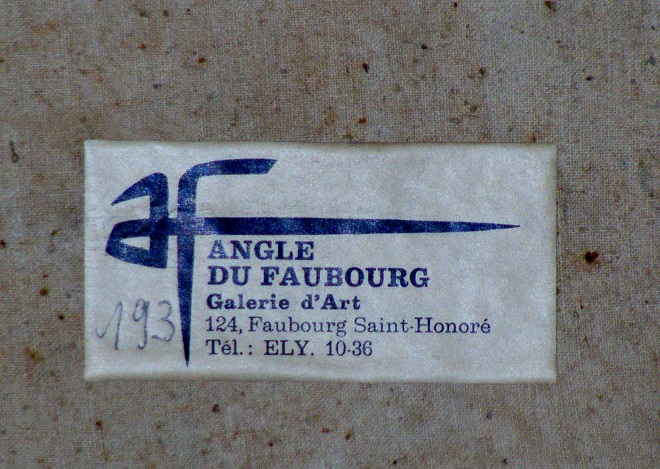 af
ANGLE
DU FAUBOURG
Galerie d'Art
124, Faubourg Saint-Honoré
Tél.: ELY. 10-36
193